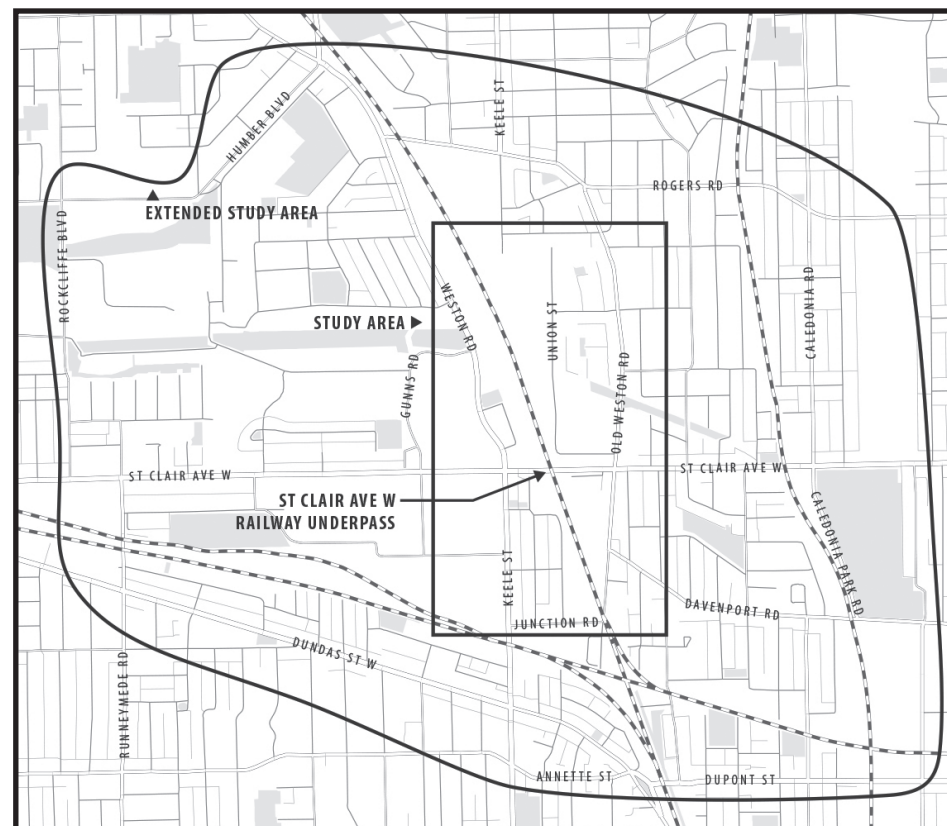 KEELE ST
HUMBER BLVD
ROGERS RD
EXTENDED STUDY AREA
ROCKCLIFFE BLVD
CALEDONIA RD
WESTON RD
UNION ST
STUDY AREA
GUNNS RD
OLD WESTON RD
ST CLAIR AVE W
ST CLAIR AVE W
ST CLAIR AVE W
RAILWAY UNDERPASS
CALEDONIA PARK RD
KEELE ST
DAVENPORT RD
JUNCTION RD
DUNDAS ST W
RUNNEYMEDE RD
ANNETTE ST
DUPONT ST